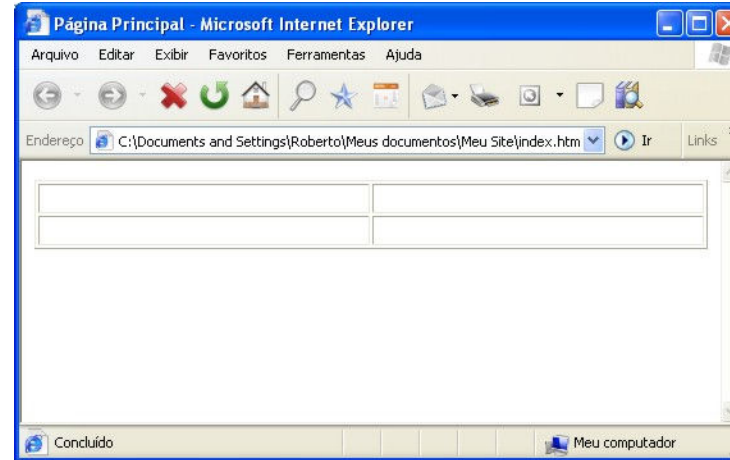 Página Principal - Microsoft Internet Explorer
Arquivo Editar Exibir Favoritos Ferramentas Ajuda
Endereço C:\Documents and Settings\Roberto\Meus documentos\Meu Site\index.htm Ir Links
Concluído Meu computador